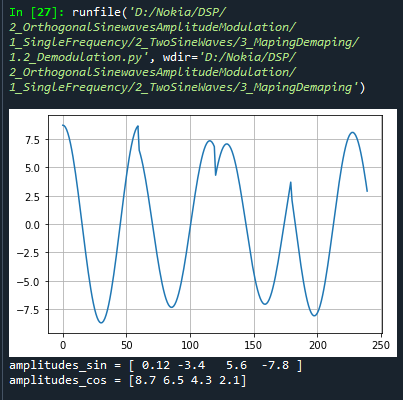 In [27]: runfile('D:/Nokia/DSP/
2_OrthogonalSinewavesAmplitudeModulation/
1_SingleFrequency/2_TwoSineWaves/3_MapingDemaping/
1.2_Demodulation.py', wdir='D:/Nokia/DSP/
2_OrthogonalSinewavesAmplitudeModulation/
1_SingleFrequency/2_TwoSineWaves/3_MapingDemaping')
7.5
5.0
2.5
0.0
−2.5
−5.0
−7.5
0 50 100 150 200 250
amplitudes_sin = [ 0.12 -3.4   5.6  -7.8 ]
amplitudes_cos = [8.7 6.5 4.3 2.1]